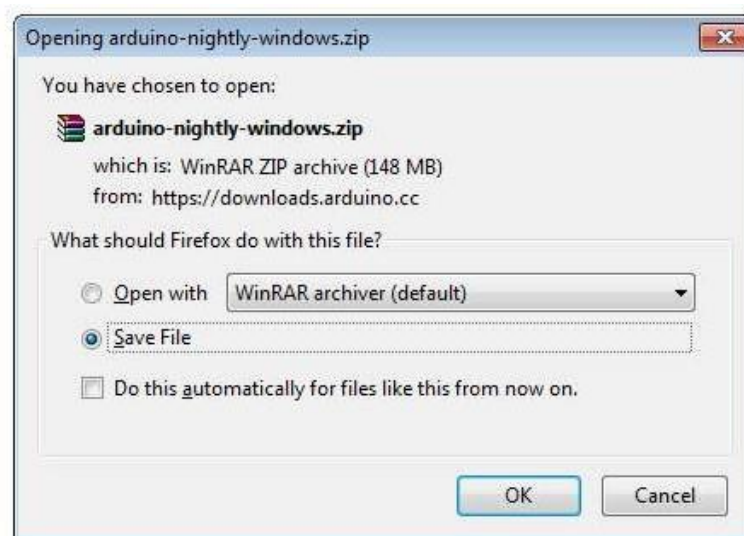 Opening arduino-nightly-windows.zip
You have chosen to open:
arduino-nightly-windows.zip
which is: WinRAR ZIP archive (148 MB)
from: https://downloads.arduino.cc
What should Firefox do with this file?
Open with WinRAR archiver (default)
Save File
Do this automatically for files like this from now on.
OK Cancel